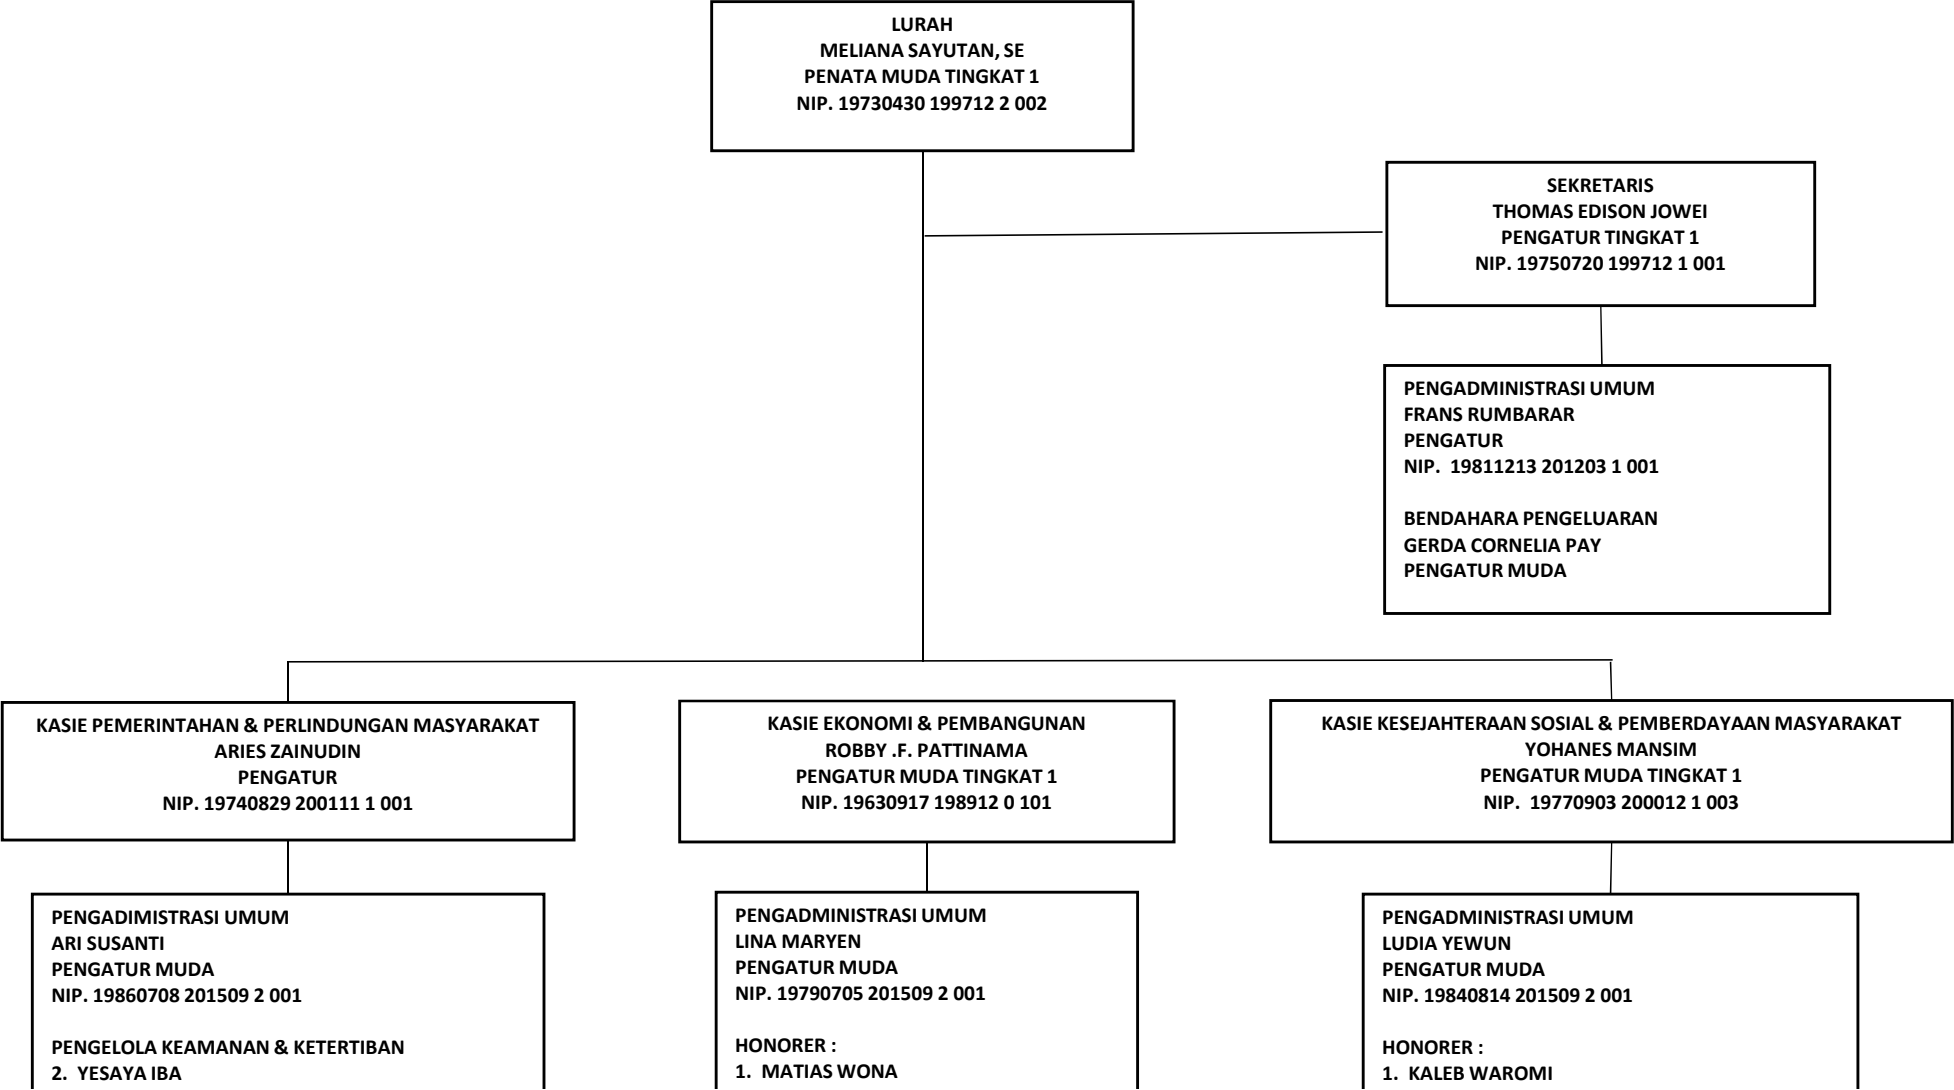 LURAH
MELIANA SAYUTAN, SE
PENATA MUDA TINGKAT 1
NIP. 19730430 199712 2 002
SEKRETARIS
THOMAS EDISON JOWEI
PENGATUR TINGKAT 1
NIP. 19750720 199712 1 001
PENGADMINISTRASI UMUM
FRANS RUMBARAR
PENGATUR
NIP. 19811213 201203 1 001
BENDAHARA PENGELUARAN
GERDA CORNELIA PAY
PENGATUR MUDA
KASIE PEMERINTAHAN & PERLINDUNGAN MASYARAKAT
ARIES ZAINUDIN
PENGATUR
NIP. 19740829 200111 1 001
KASIE EKONOMI & PEMBANGUNAN
ROBBY .F. PATTINAMA
PENGATUR MUDA TINGKAT 1
NIP. 19630917 198912 0 101
KASIE KESEJAHTERAAN SOSIAL & PEMBERDAYAAN MASYARAKAT
YOHANES MANSIM
PENGATUR MUDA TINGKAT 1
NIP. 19770903 200012 1 003
PENGADIMISTRASI UMUM
ARI SUSANTI
PENGATUR MUDA
NIP. 19860708 201509 2 001
PENGELOLA KEAMANAN & KETERTIBAN
2. YESAYA IBA
PENGADMINISTRASI UMUM
LINA MARYEN
PENGATUR MUDA
NIP. 19790705 201509 2 001
HONORER :
1. MATIAS WONA
PENGADMINISTRASI UMUM
LUDIA YEWUN
PENGATUR MUDA
NIP. 19840814 201509 2 001
HONORER :
1. KALEB WAROMI